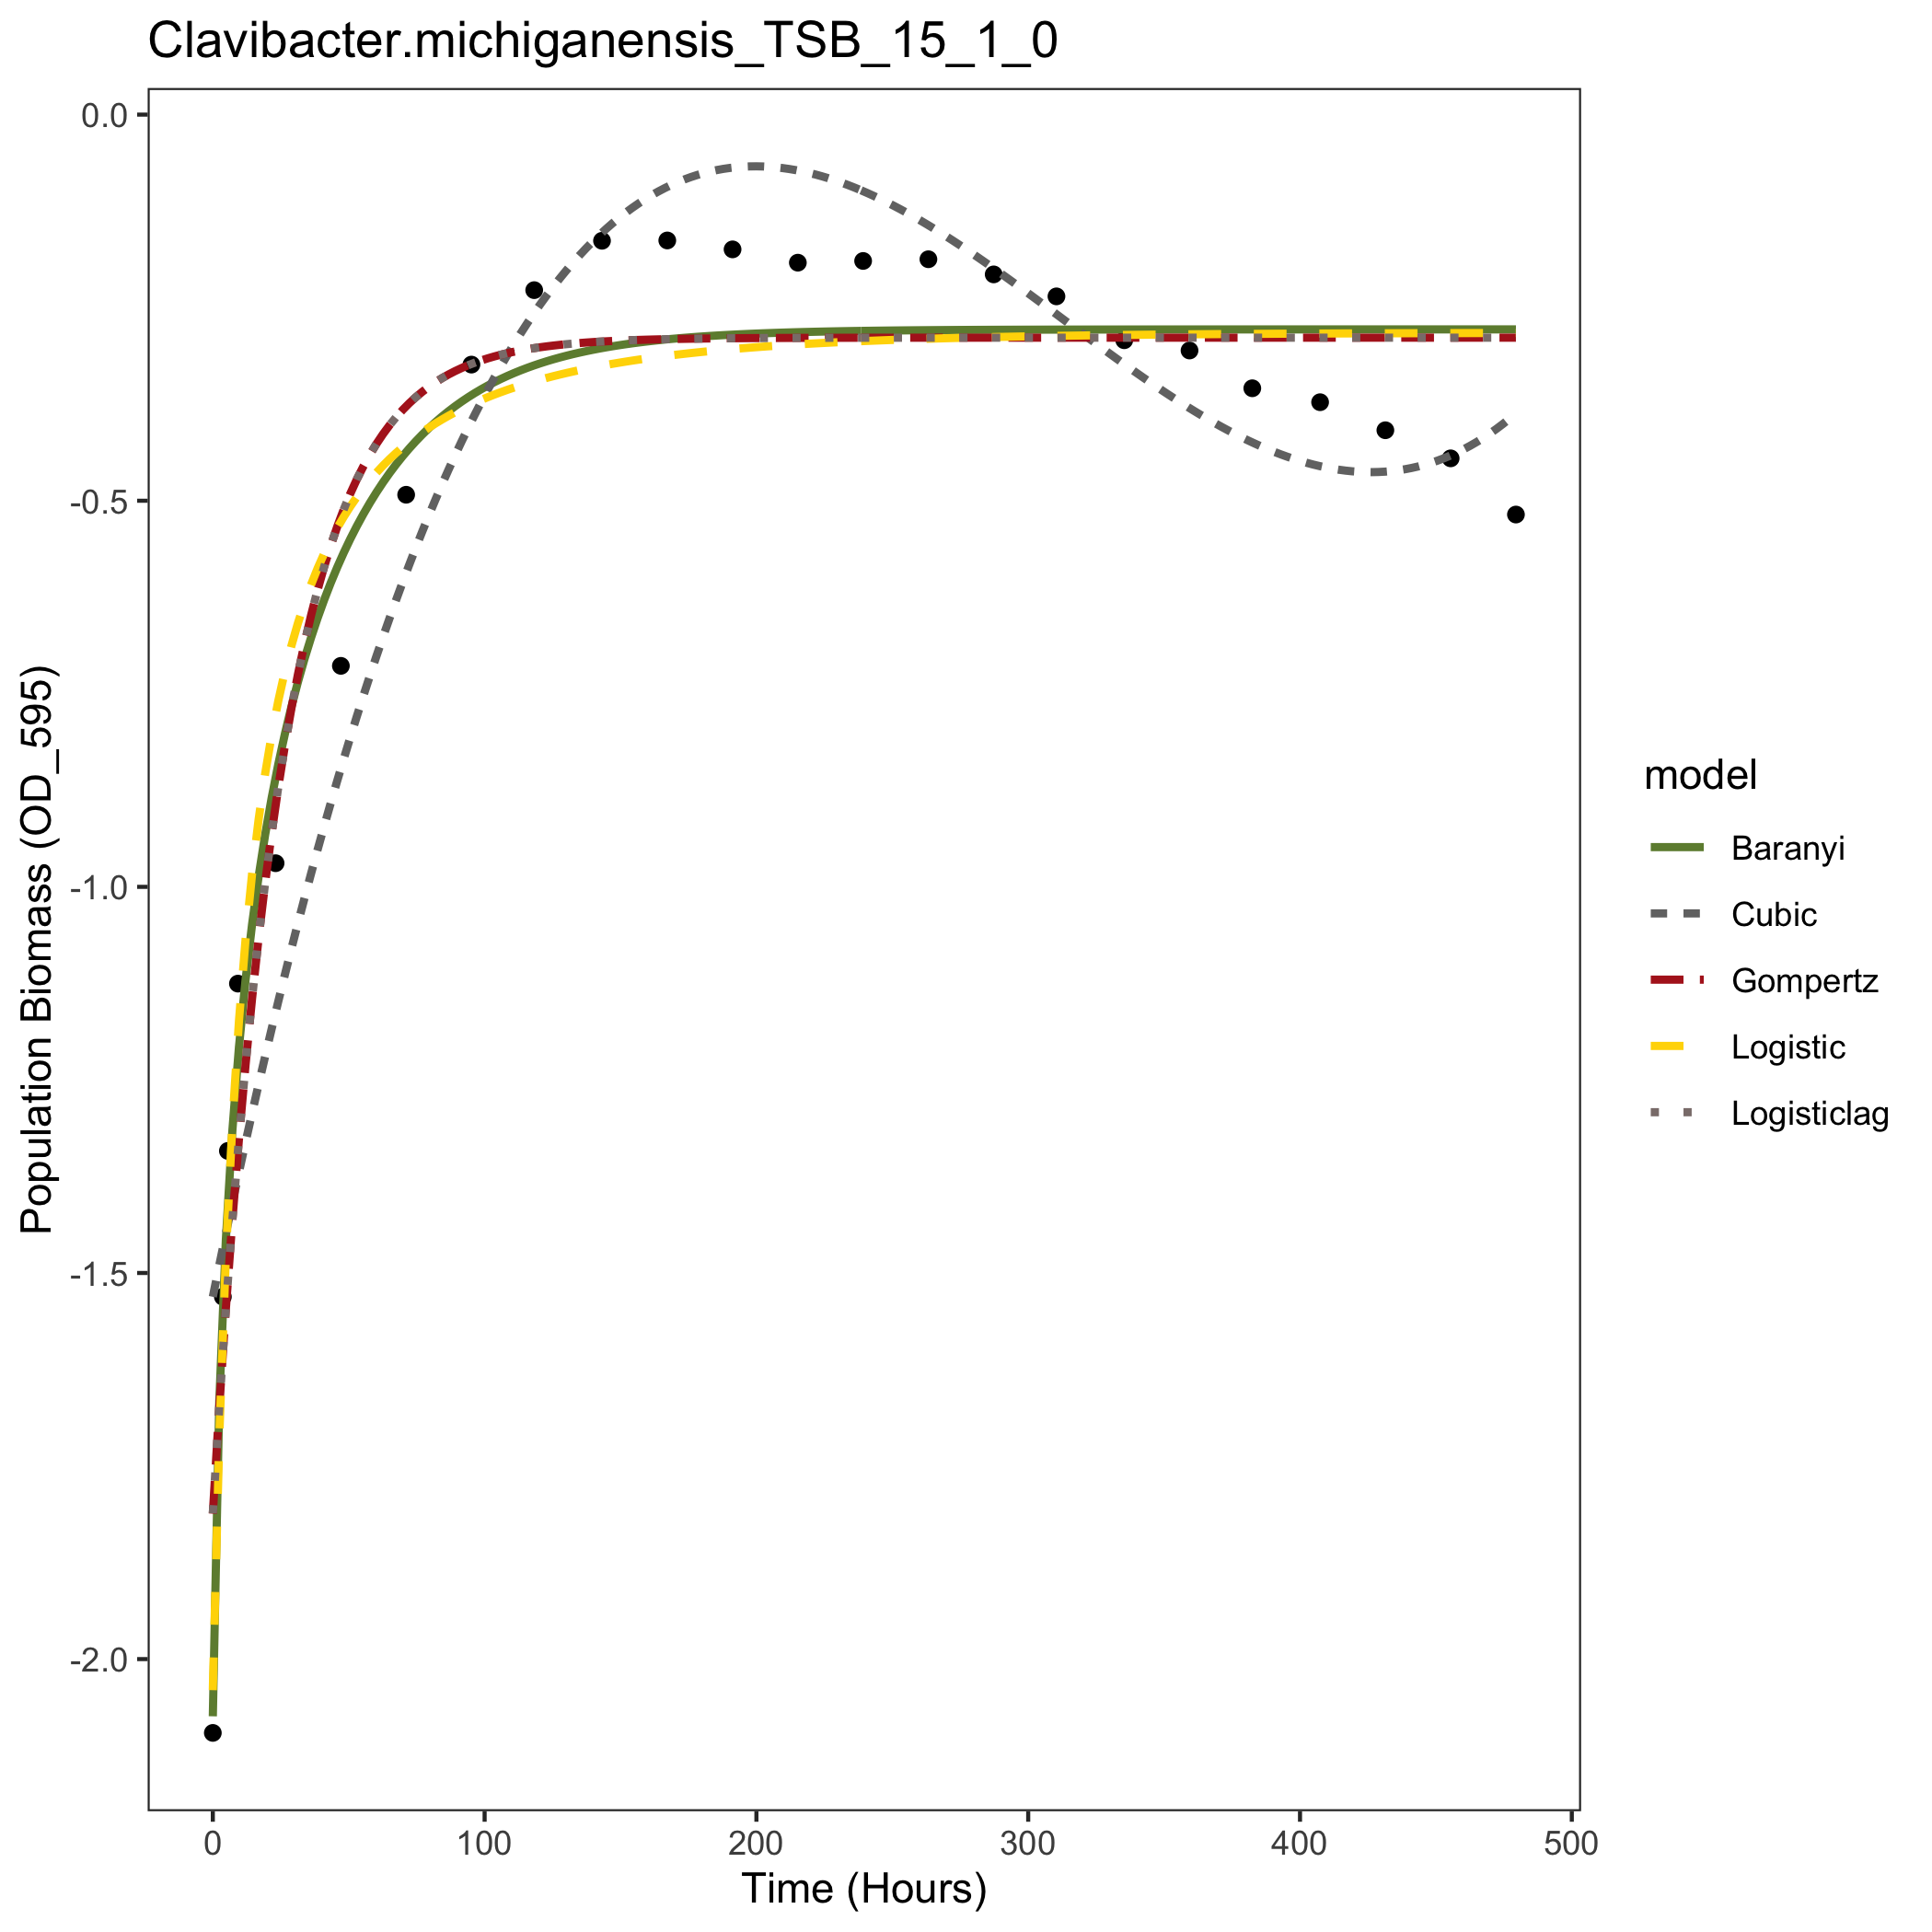 Clavibacter.michiganensis_TSB_15_1_0
0.0
-0.5
-1.0
-1.5
-2.0
Population Biomass (OD_595)
0 100 200 300 400 500
Time (Hours)
model
Baranyi
Cubic
Gompertz
Logistic
Logisticlag